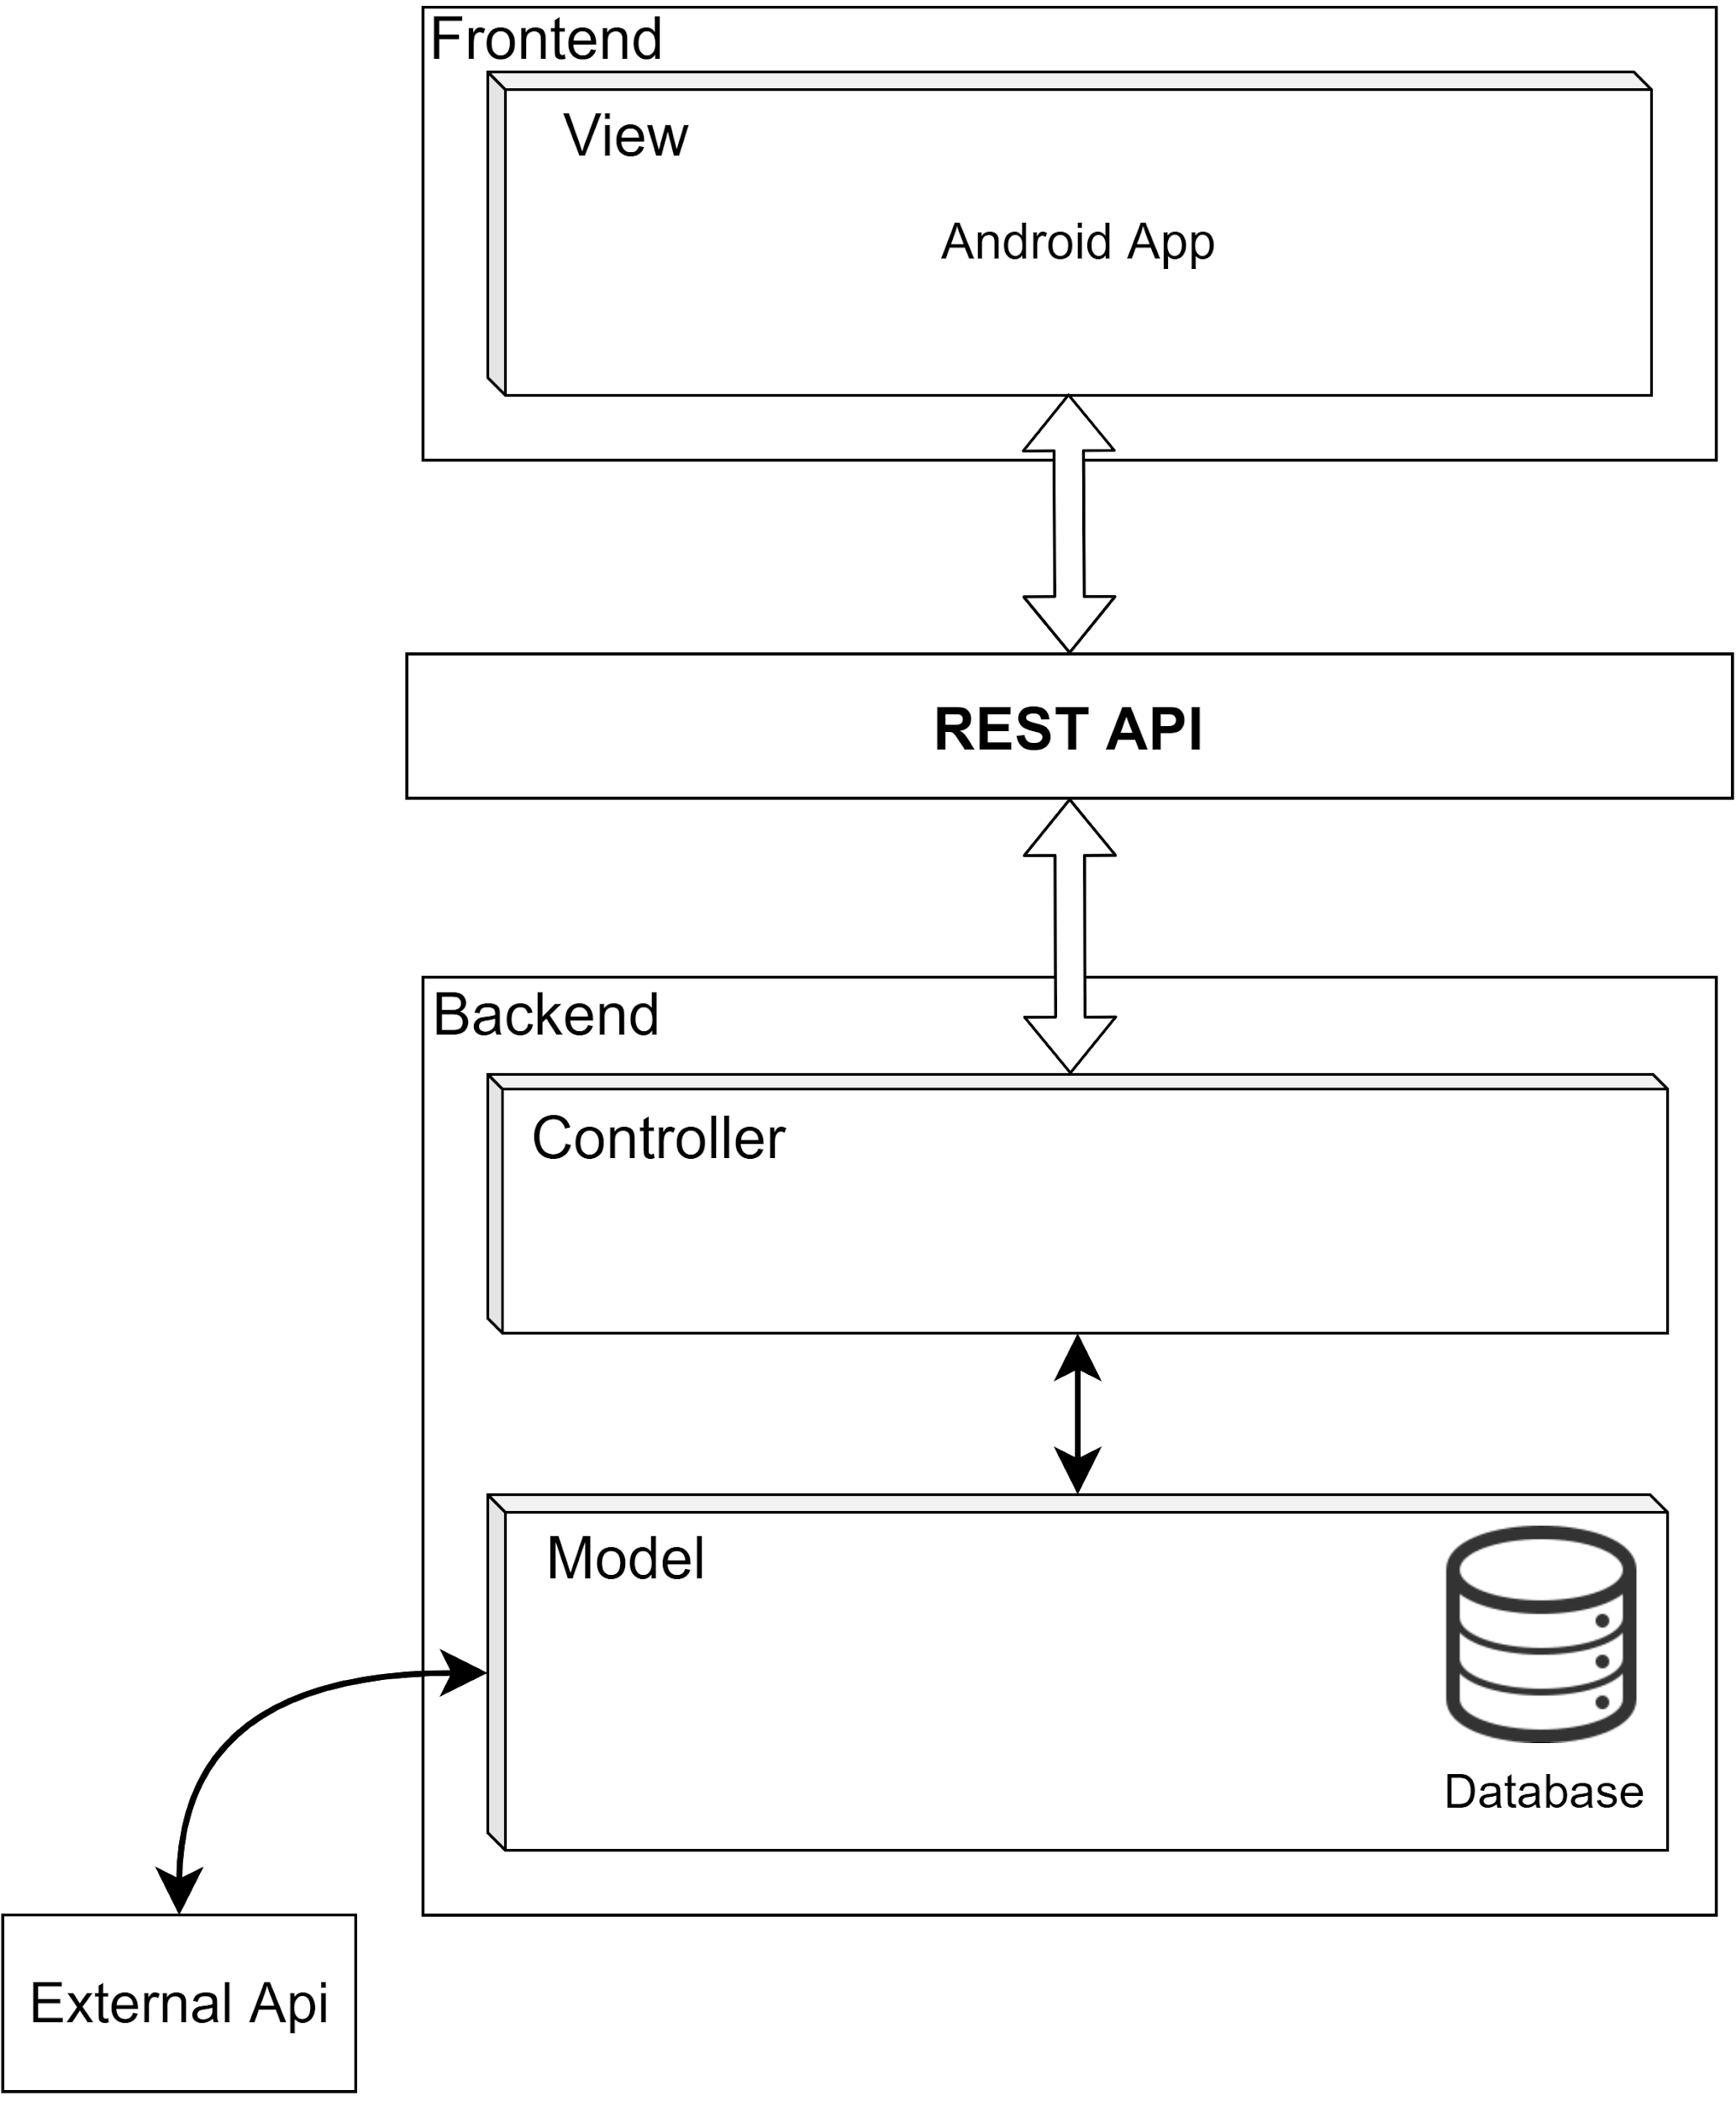 Frontend
View
Android App
REST API
Backend
Controller
Model
Database
External Api